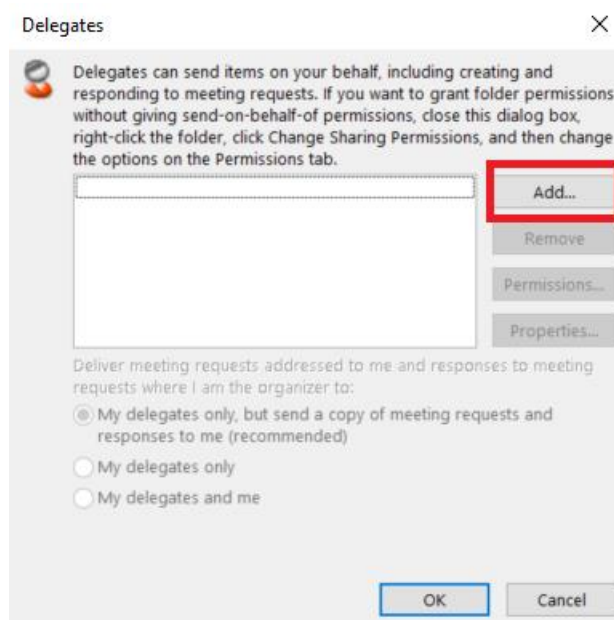 Delegates
Delegates can send items on your behalf, including creating and
responding to meeting requests. If you want to grant folder permissions
without giving send-on-behalf-of permissions, close this dialog box,
right-click the folder, click Change Sharing Permissions, and then change
the options on the Permissions tab.
Add...
Remove
Permissions...
Properties...
Deliver meeting requests addressed to me and responses to meeting
requests where I am the organizer to:
My delegates only, but send a copy of meeting requests and
responses to me (recommended)
My delegates only
My delegates and me
OK
Cancel